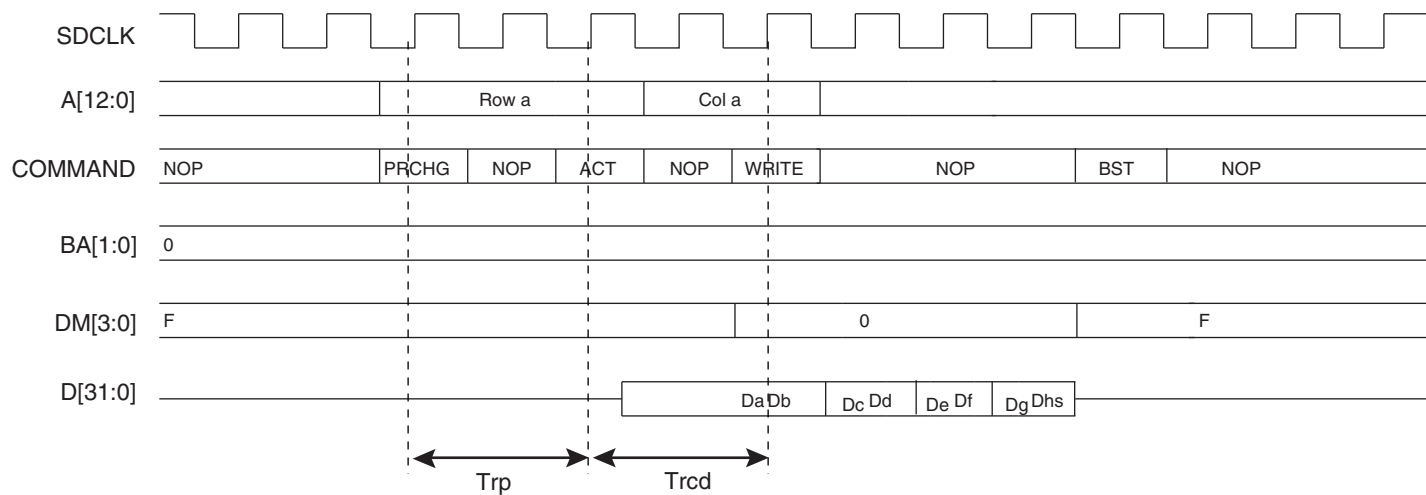 SDCLK
A[12:0] Row a Col a
COMMAND NOP PRCHG NOP ACT NOP WRITE NOP BST NOP
BA[1:0] 0
DM[3:0] F 0 F
D[31:0] Da Db Dc Dd De Df Dg Dhs
Trp Trcd